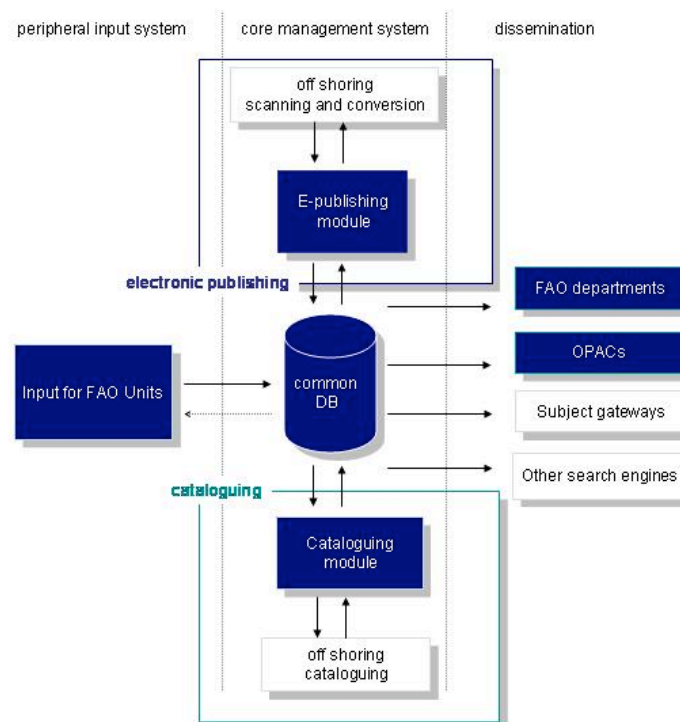 peripheral input system
core management system
dissemination
off shoring
scanning and conversion
E-publishing
module
electronic publishing
FAO departments
OPACs
Input for FAO Units
common
DB
Subject gateways
Other search engines
cataloguing
Cataloguing
module
off shoring
cataloguing